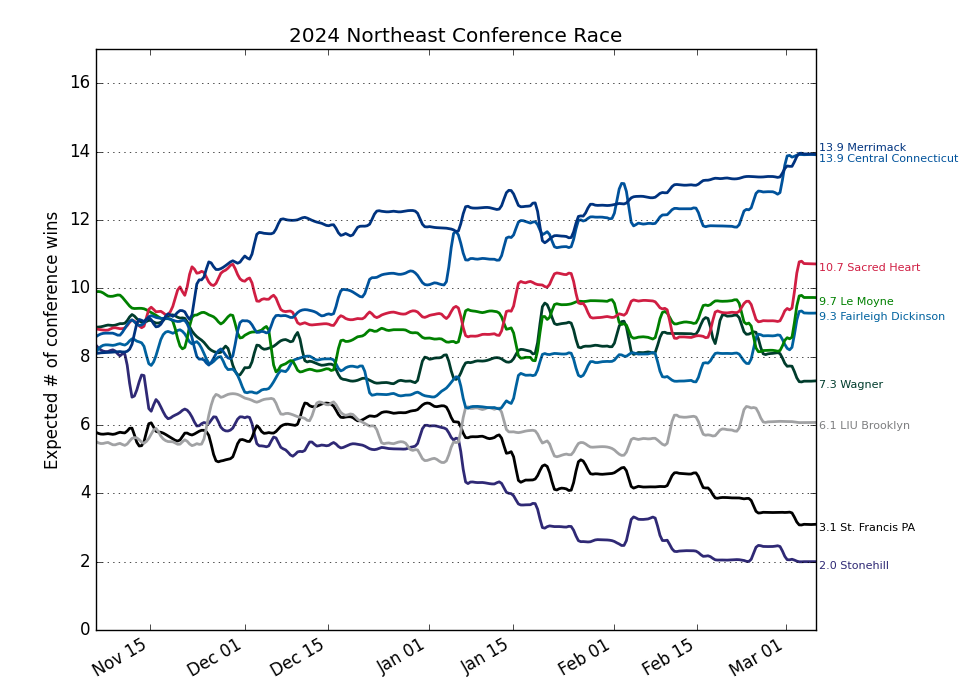 2024 Northeast Conference Race
Expected # of conference wins
16
14
12
10
8
6
4
2
0
13.9 Merrimack
13.9 Central Connecticut
10.7 Sacred Heart
9.7 Le Moyne
9.3 Fairleigh Dickinson
7.3 Wagner
6.1 LIU Brooklyn
3.1 St. Francis PA
2.0 Stonehill
Nov 15
Dec 01
Dec 15
Jan 01
Jan 15
Feb 01
Feb 15
Mar 01